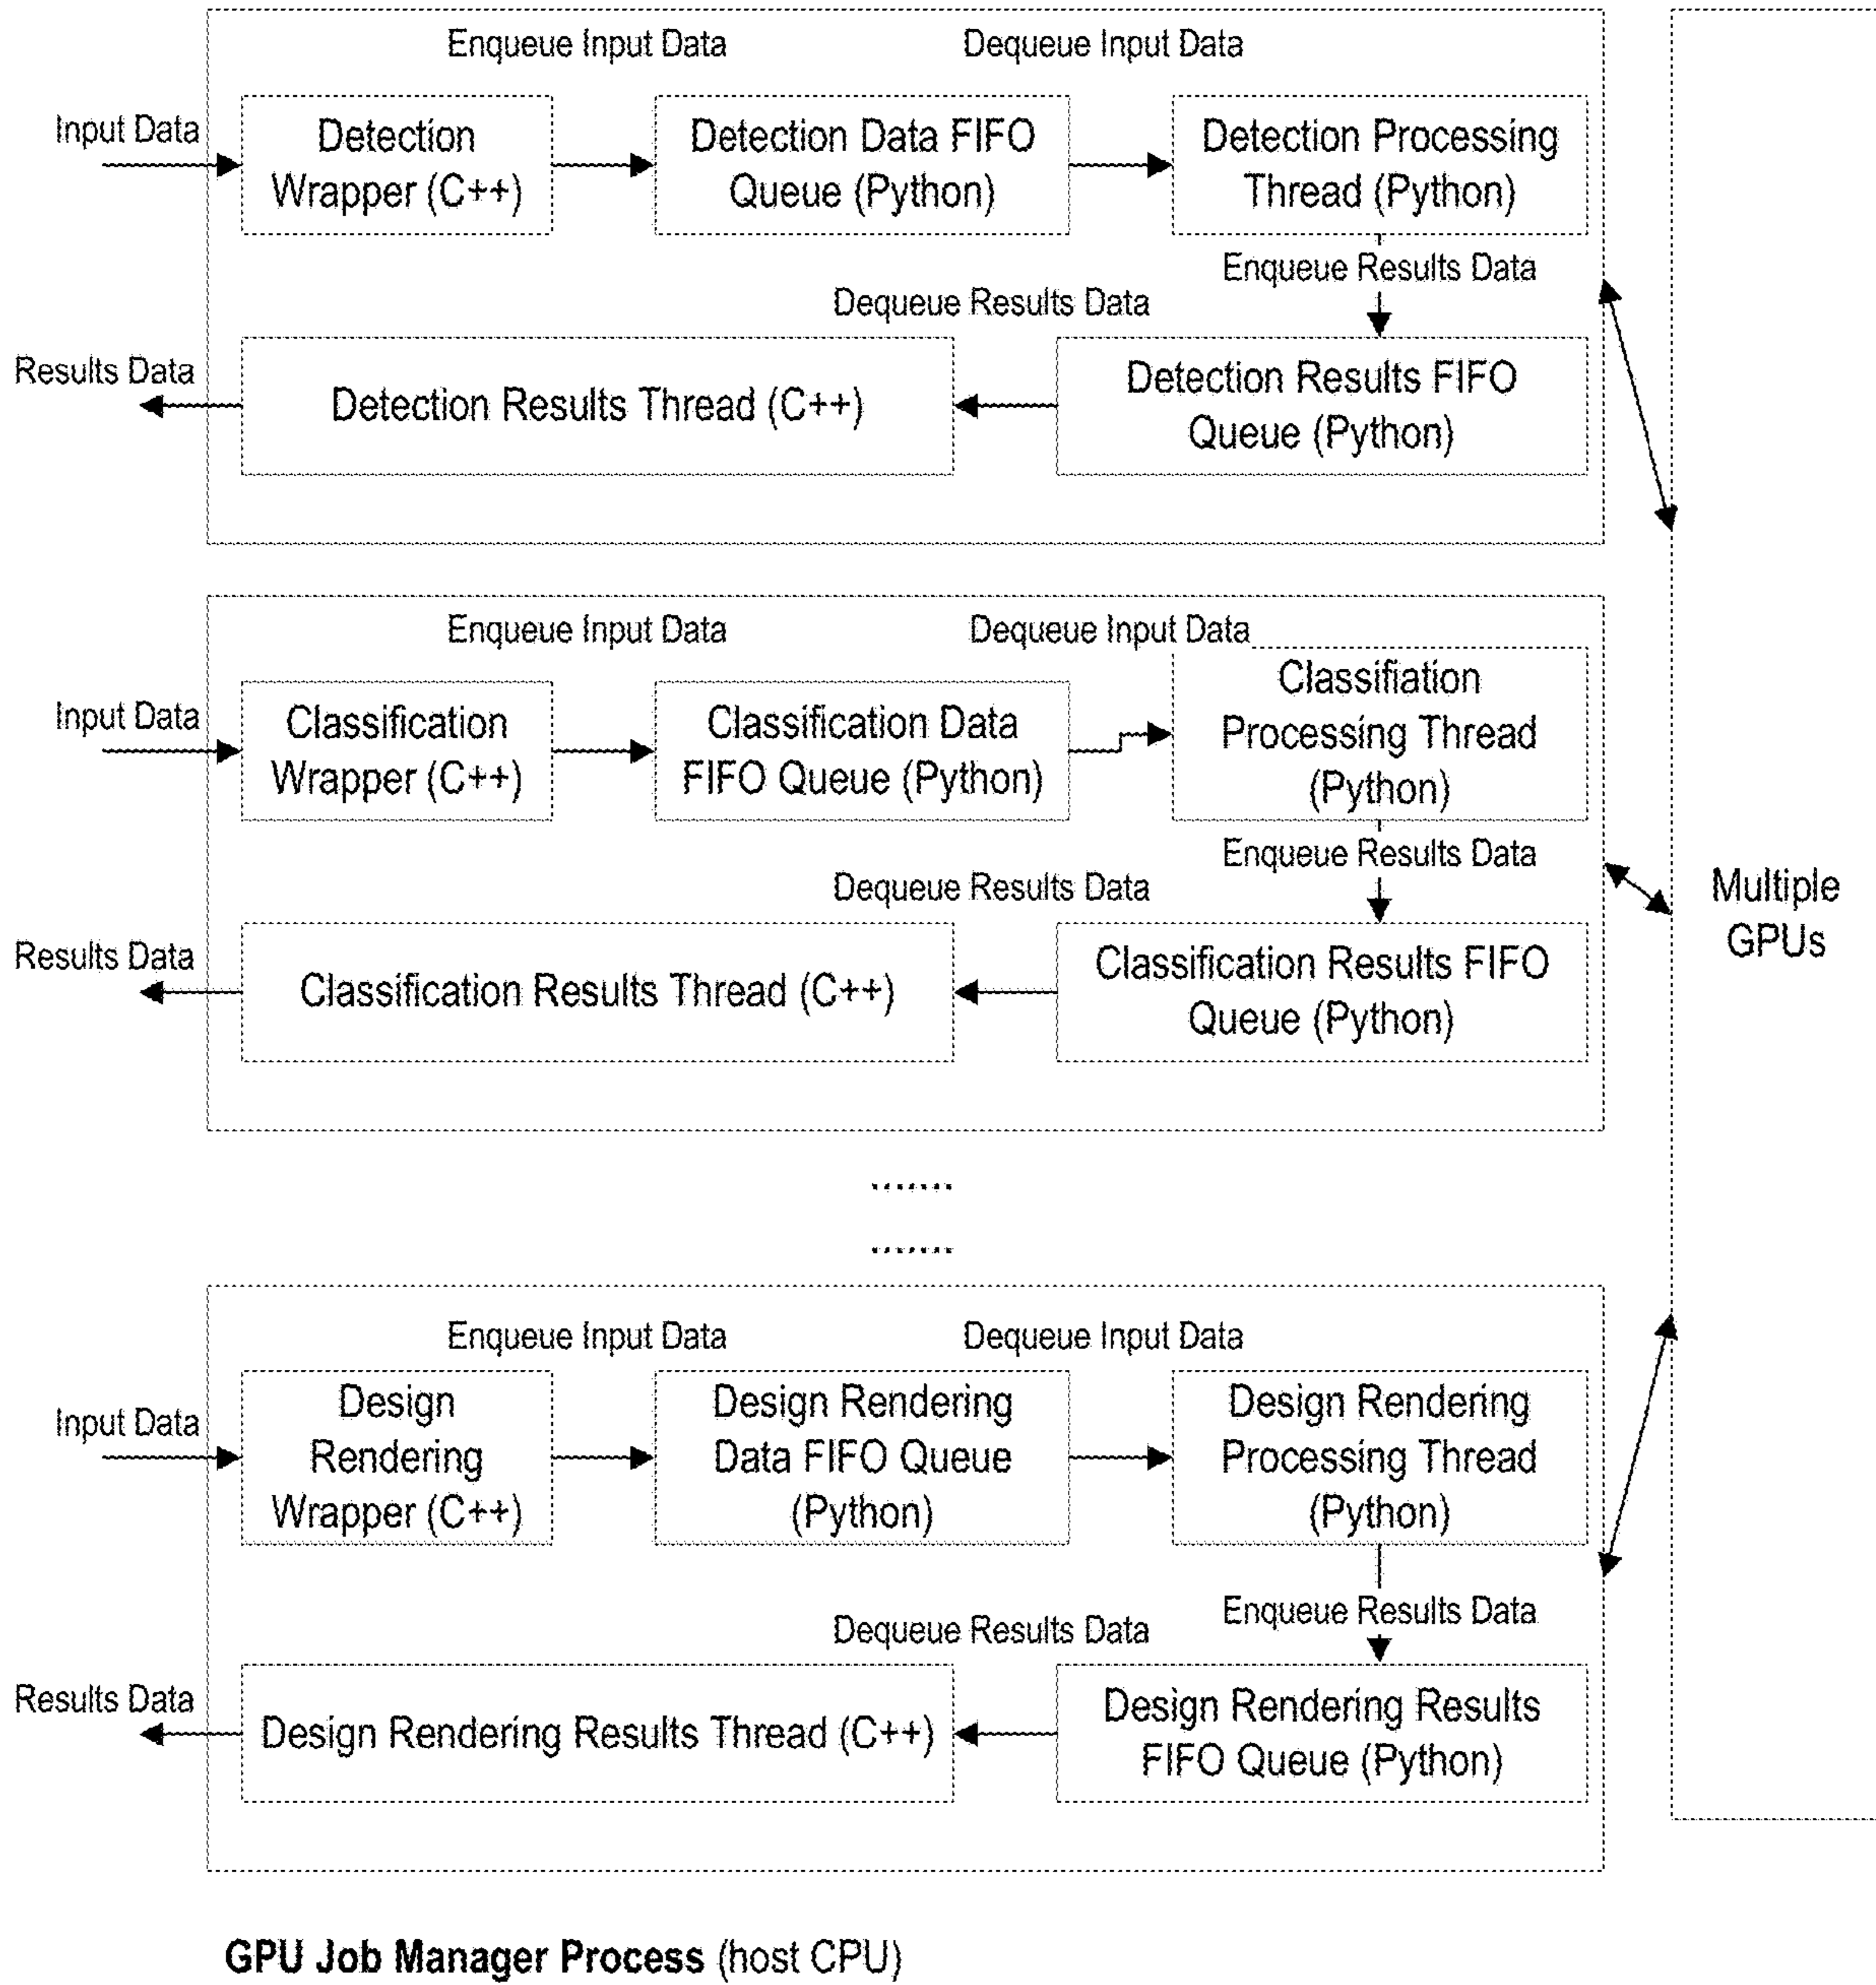 Enqueue Input Data
Dequeue Input Data
Input Data
Detection
Wrapper (C++)
Detection Data FIFO
Queue (Python)
Detection Processing
Thread (Python)
Enqueue Results Data
Dequeue Results Data
Results Data
Detection Results Thread (C++)
Detection Results FIFO
Queue (Python)
Enqueue Input Data
Dequeue Input Data
Input Data
Classification
Wrapper (C++)
Classification Data
FIFO Queue (Python)
Classifiation
Processing Thread
(Python)
Enqueue Results Data
Dequeue Results Data
Results Data
Classification Results Thread (C++)
Classification Results FIFO
Queue (Python)
Multiple
GPUs
.......
.......
Enqueue Input Data
Dequeue Input Data
Input Data
Design
Rendering
Wrapper (C++)
Design Rendering
Data FIFO Queue
(Python)
Design Rendering
Processing Thread
(Python)
Enqueue Results Data
Dequeue Results Data
Results Data
Design Rendering Results Thread (C++)
Design Rendering Results
FIFO Queue (Python)
GPU Job Manager Process (host CPU)